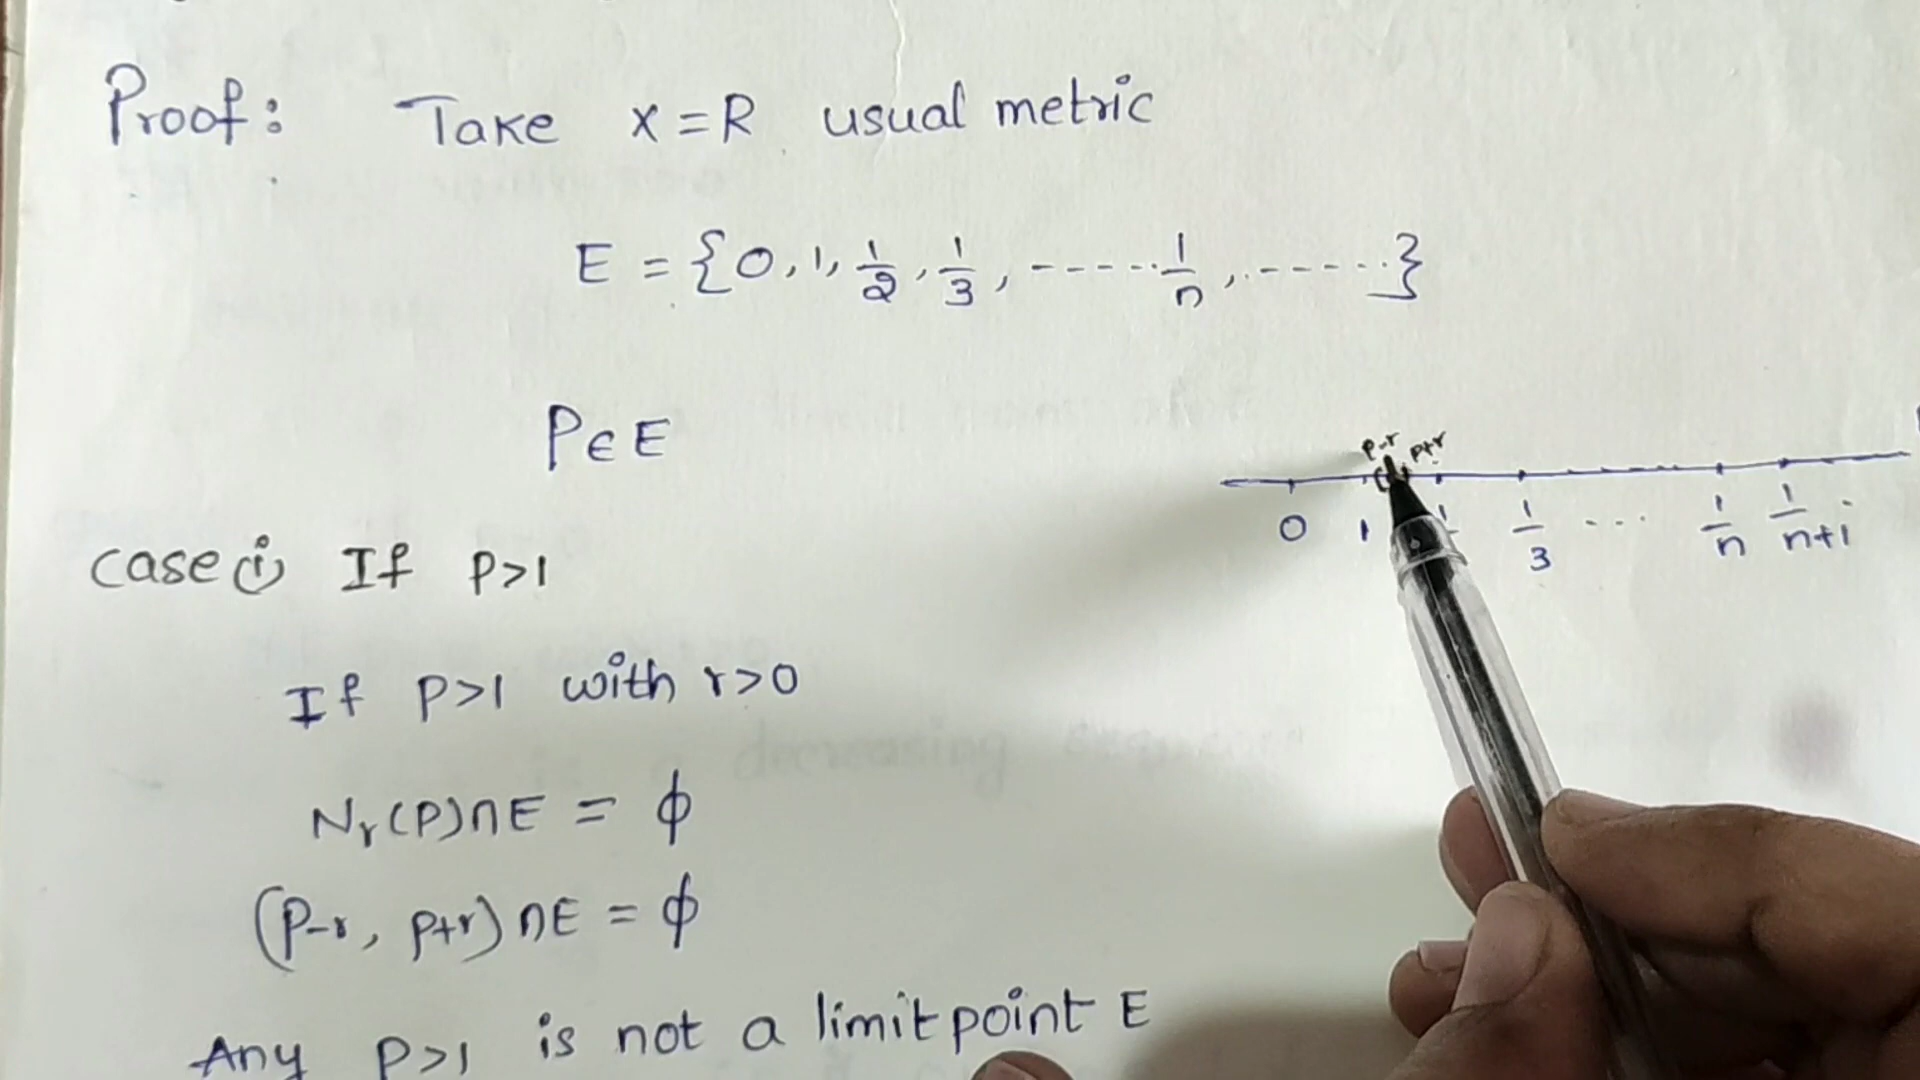 Proof: Take X = R usual metric
E = {0, 1, 1/2, 1/3, ------ 1/n, ------}
P ∈ E
p-r p+r
0 1 1/3 ... 1/n 1/n+1
case (i) If p>1
If p>1 with r>0
Nr(p)∩E = ϕ
(p-r, p+r)∩E = ϕ
Any p>1 is not a limit point E